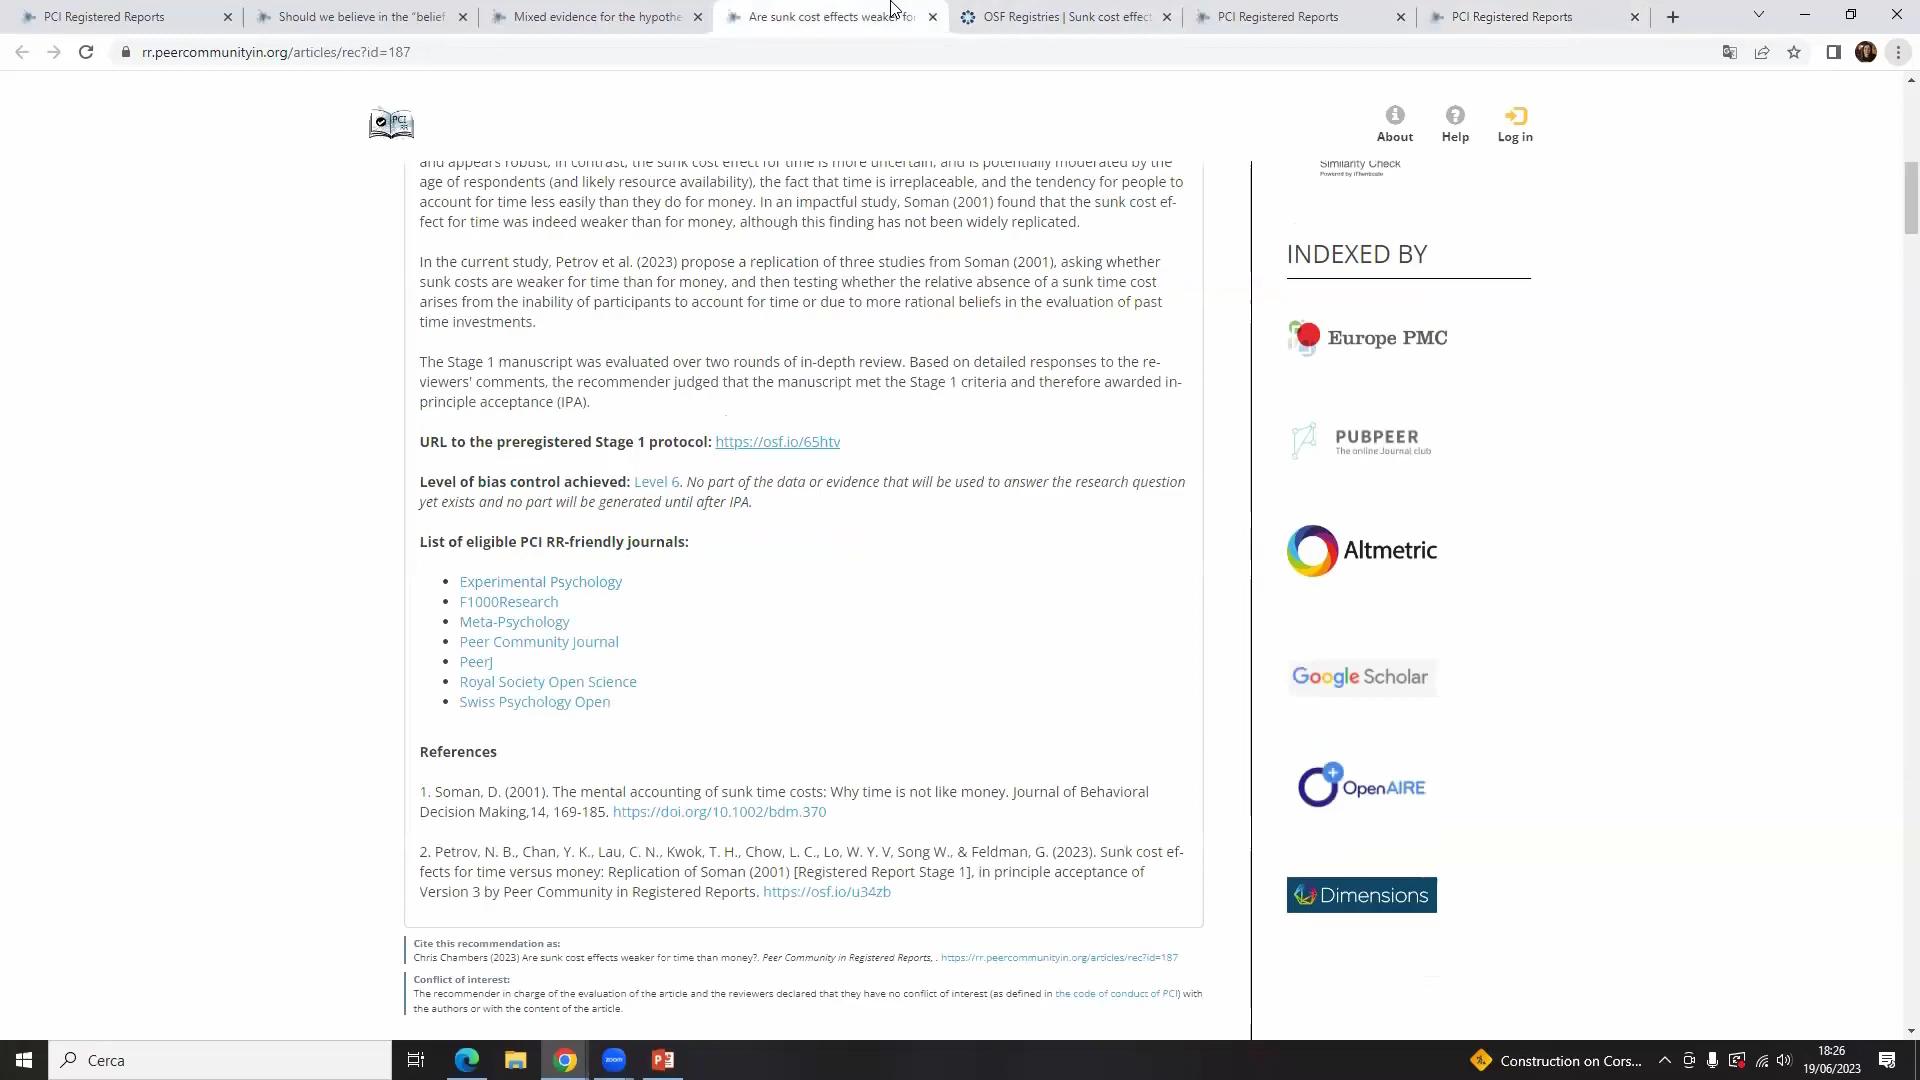 PCI Registered Reports
Should we believe in the "belief
Mixed evidence for the hypothe
Are sunk cost effects weaker fo
OSF Registries | Sunk cost effect
PCI Registered Reports
PCI Registered Reports
rr.peercommunityin.org/articles/rec?id=187
PCI
RR
About
Help
Log in
and appears robust, in contrast, the sunk cost effect for time is more uncertain, and is potentially moderated by the
age of respondents (and likely resource availability), the fact that time is irreplaceable, and the tendency for people to
account for time less easily than they do for money. In an impactful study, Soman (2001) found that the sunk cost ef-
fect for time was indeed weaker than for money, although this finding has not been widely replicated.
In the current study, Petrov et al. (2023) propose a replication of three studies from Soman (2001), asking whether
sunk costs are weaker for time than for money, and then testing whether the relative absence of a sunk time cost
arises from the inability of participants to account for time or due to more rational beliefs in the evaluation of past
time investments.
The Stage 1 manuscript was evaluated over two rounds of in-depth review. Based on detailed responses to the re-
viewers' comments, the recommender judged that the manuscript met the Stage 1 criteria and therefore awarded in-
principle acceptance (IPA).
URL to the preregistered Stage 1 protocol: https://osf.io/65htv
Level of bias control achieved: Level 6. No part of the data or evidence that will be used to answer the research question
yet exists and no part will be generated until after IPA.
List of eligible PCI RR-friendly journals:
• Experimental Psychology
• F1000Research
• Meta-Psychology
• Peer Community Journal
• PeerJ
• Royal Society Open Science
• Swiss Psychology Open
References
1. Soman, D. (2001). The mental accounting of sunk time costs: Why time is not like money. Journal of Behavioral
Decision Making,14, 169-185. https://doi.org/10.1002/bdm.370
2. Petrov, N. B., Chan, Y. K., Lau, C. N., Kwok, T. H., Chow, L. C., Lo, W. Y. V, Song W., & Feldman, G. (2023). Sunk cost ef-
fects for time versus money: Replication of Soman (2001) [Registered Report Stage 1], in principle acceptance of
Version 3 by Peer Community in Registered Reports. https://osf.io/u34zb
Cite this recommendation as:
Chris Chambers (2023) Are sunk cost effects weaker for time than money?. Peer Community in Registered Reports, . https://rr.peercommunityin.org/articles/rec?id=187
Conflict of interest:
The recommender in charge of the evaluation of the article and the reviewers declared that they have no conflict of interest (as defined in the code of conduct of PCI) with
the authors or with the content of the article.
Similarity Check
Powered by iThenticate
INDEXED BY
Europe PMC
PUBPEER
The online Journal club
Altmetric
Google Scholar
OpenAIRE
Dimensions
Cerca
zoom
Construction on Cors...
18:26
19/06/2023